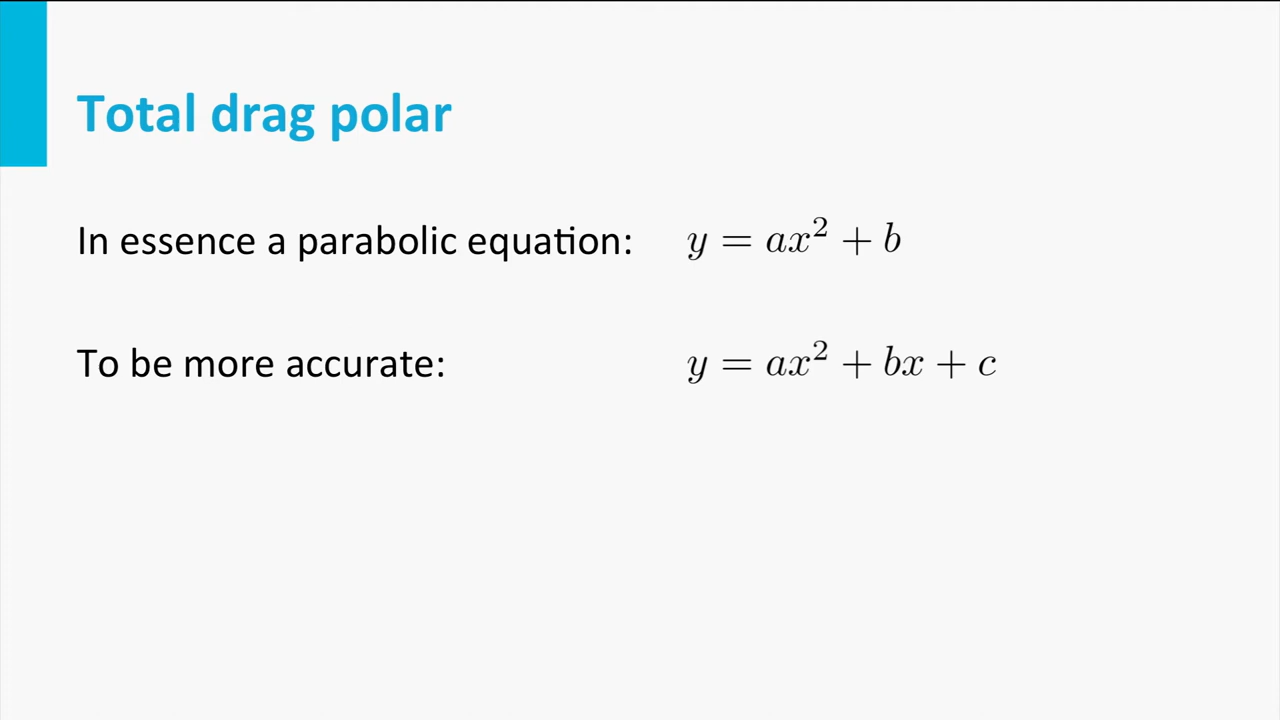 Total drag polar
In essence a parabolic equation: y = ax² + b
To be more accurate: y = ax² + bx + c